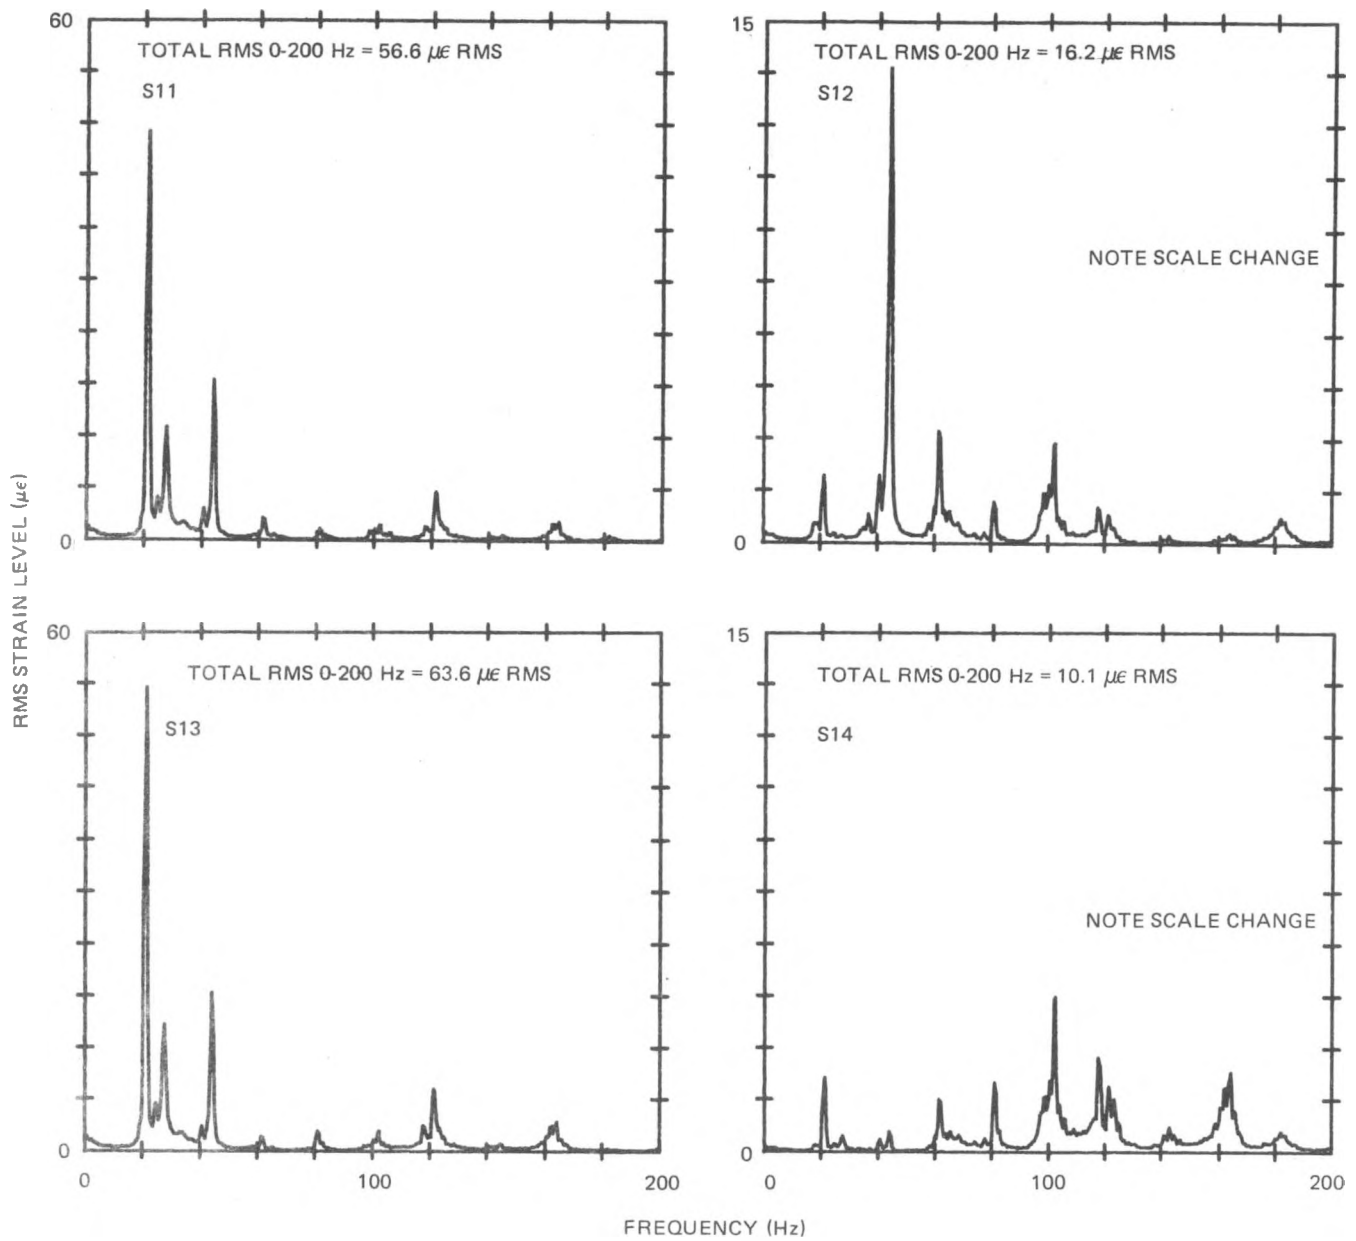 60
TOTAL RMS 0-200 Hz = 56.6 µϵ RMS
S11
0
15
TOTAL RMS 0-200 Hz = 16.2 µϵ RMS
S12
NOTE SCALE CHANGE
0
RMS STRAIN LEVEL (µϵ)
60
TOTAL RMS 0-200 Hz = 63.6 µϵ RMS
S13
0
0 100 200
15
TOTAL RMS 0-200 Hz = 10.1 µϵ RMS
S14
NOTE SCALE CHANGE
0
0 100 200
FREQUENCY (Hz)